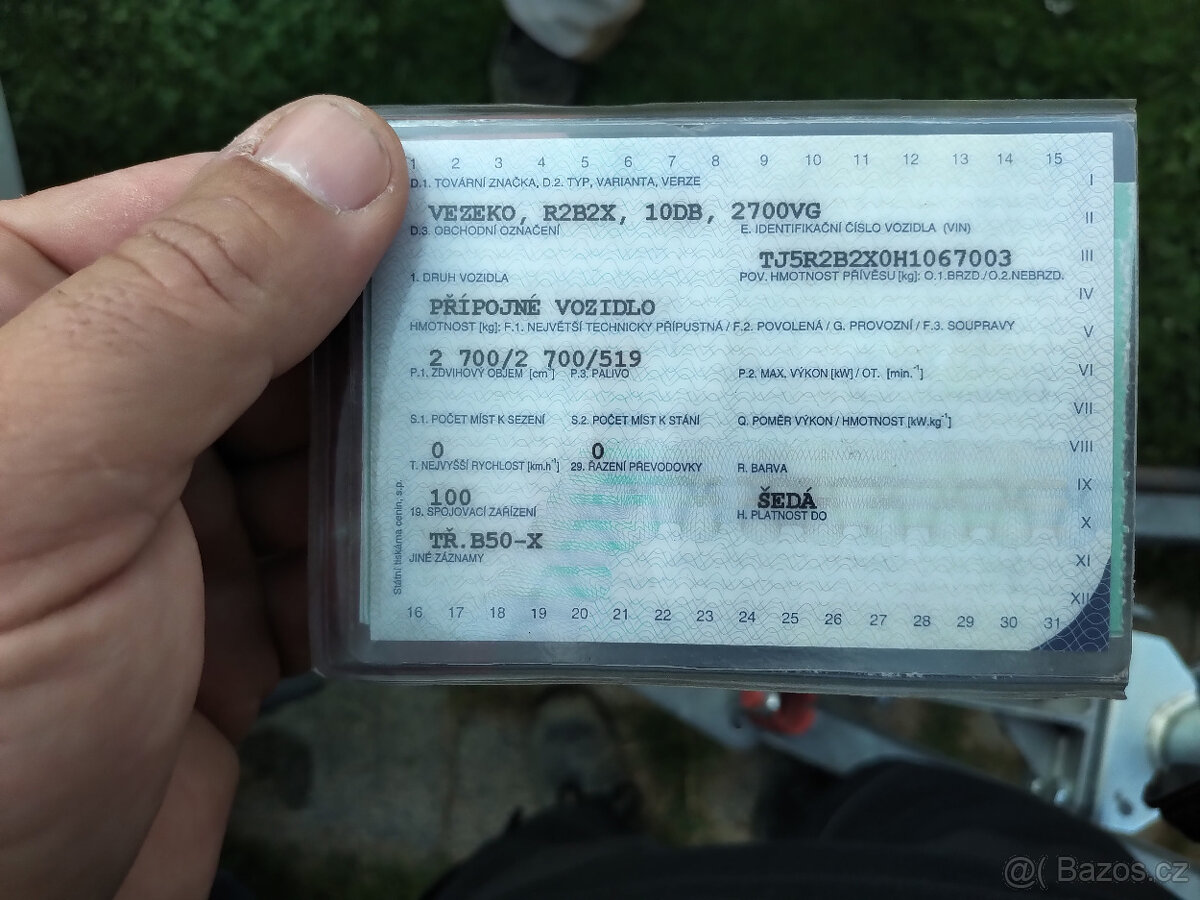 1 2 3 4 5 6 7 8 9 10 11 12 13 14 15
D.1. TOVÁRNÍ ZNAČKA, D.2. TYP, VARIANTA, VERZE
I
VEZEKO, R2B2X, 10DB, 2700VG
II
D.3. OBCHODNÍ OZNAČENÍ
E. IDENTIFIKAČNÍ ČÍSLO VOZIDLA (VIN)
TJ5R2B2X0H1067003
III
1. DRUH VOZIDLA
POV. HMOTNOST PŘÍVĚSU [kg]: O.1.BRZD./O.2.NEBRZD.
IV
PŘÍPOJNÉ VOZIDLO
HMOTNOST [kg]: F.1. NEJVĚTŠÍ TECHNICKY PŘÍPUSTNÁ / F.2. POVOLENÁ / G. PROVOZNÍ / F.3. SOUPRAVY
V
2 700/2 700/519
P.1. ZDVIHOVÝ OBJEM [cm³] P.3. PALIVO P.2. MAX. VÝKON [kW] / OT. [min.⁻¹]
VI
VII
S.1. POČET MÍST K SEZENÍ S.2. POČET MÍST K STÁNÍ Q. POMĚR VÝKON / HMOTNOST [kW.kg⁻¹]
0 0
VIII
T. NEJVYŠŠÍ RYCHLOST [km.h⁻¹] 29. ŘAZENÍ PŘEVODOVKY R. BARVA
IX
100 ŠEDÁ
19. SPOJOVACÍ ZAŘÍZENÍ H. PLATNOST DO
X
TŘ.B50-X
JINÉ ZÁZNAMY
XI
XII
16 17 18 19 20 21 22 23 24 25 26 27 28 29 30 31
Státní tiskárna cenin, s.p.
@( Bazos.cz